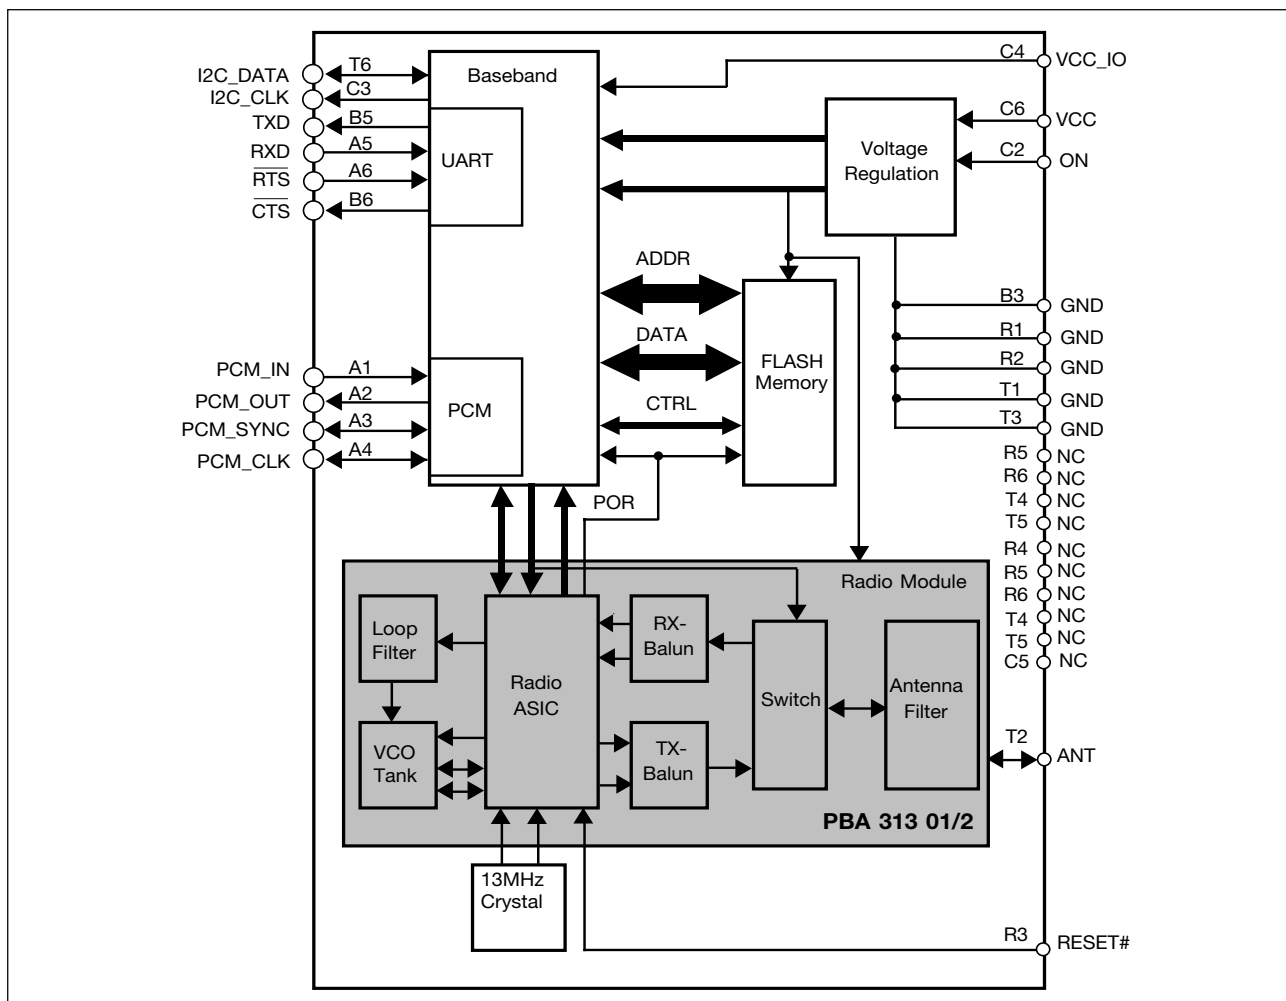 I2C_DATA T6
I2C_CLK C3
TXD B5
RXD A5
RTS A6
CTS B6
PCM_IN A1
PCM_OUT A2
PCM_SYNC A3
PCM_CLK A4
Baseband
UART
PCM
ADDR
DATA
CTRL
POR
FLASH
Memory
Voltage
Regulation
C4 VCC_IO
C6 VCC
C2 ON
B3 GND
R1 GND
R2 GND
T1 GND
T3 GND
R5 NC
R6 NC
T4 NC
T5 NC
R4 NC
R5 NC
R6 NC
T4 NC
T5 NC
C5 NC
T2 ANT
R3 RESET#
Radio Module
Loop
Filter
VCO
Tank
Radio
ASIC
RX-
Balun
TX-
Balun
Switch
Antenna
Filter
PBA 313 01/2
13MHz
Crystal